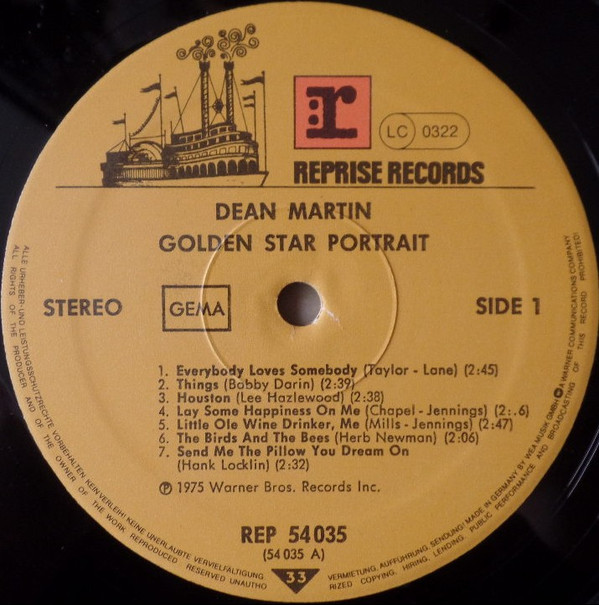 r
LC 0322
REPRISE RECORDS
DEAN MARTIN
GOLDEN STAR PORTRAIT
STEREO GEMA SIDE 1
1. Everybody Loves Somebody (Taylor - Lane) (2:45)
2. Things (Bobby Darin) (2:39)
3. Houston (Lee Hazlewood) (2:38)
4. Lay Some Happiness On Me (Chapel - Jennings) (2:.6)
5. Little Ole Wine Drinker, Me (Mills - Jennings) (2:47)
6. The Birds And The Bees (Herb Newman) (2:06)
7. Send Me The Pillow You Dream On
(Hank Locklin) (2:32)
℗ 1975 Warner Bros. Records Inc.
REP 54 035
(54 035 A)
33
ALLE URHEBER- UND LEISTUNGSSCHUTZRECHTE VORBEHALTEN. KEIN VERLEIH! KEINE UNERLAUBTE VERVIELFÄLTIGUNG, VERMIETUNG, AUFFÜHRUNG, SENDUNG! MADE IN GERMANY BY WEA MUSIK GMBH A WARNER COMMUNICATIONS COMPANY
ALL RIGHTS OF THE PRODUCER AND OF THE OWNER OF THE WORK REPRODUCED RESERVED UNAUTHORIZED COPYING, HIRING, LENDING, PUBLIC PERFORMANCE AND BROADCASTING OF THIS RECORD PROHIBITED!